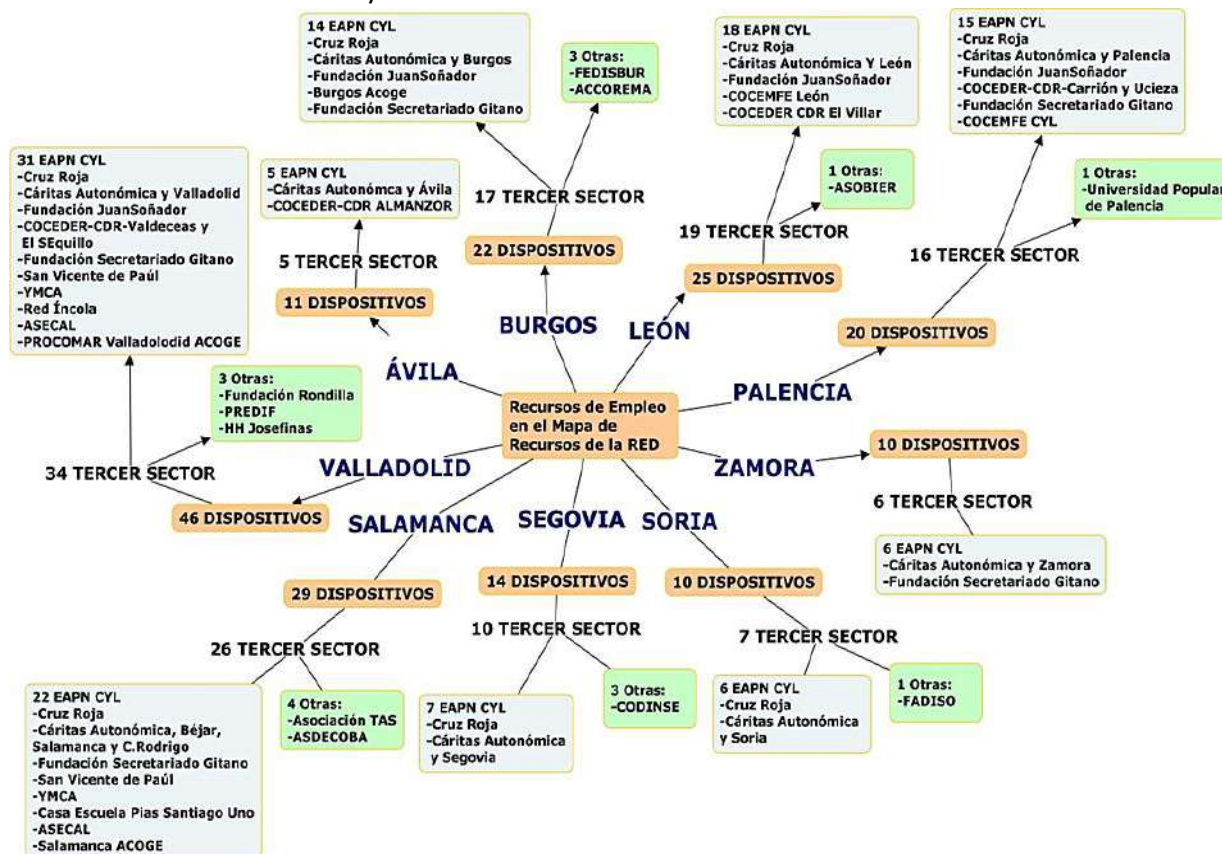 14 EAPN CYL
-Cruz Roja
-Cáritas Autonómica y Burgos
-Fundación JuanSoñador
-Burgos Acoge
-Fundación Secretariado Gitano
3 Otras:
-FEDISBUR
-ACCOREMA
17 TERCER SECTOR
22 DISPOSITIVOS
BURGOS
18 EAPN CYL
-Cruz Roja
-Cáritas Autonómica Y León
-Fundación JuanSoñador
-COCEMFE León
-COCEDER CDR El Villar
1 Otras:
-ASOBIER
19 TERCER SECTOR
25 DISPOSITIVOS
LEÓN
15 EAPN CYL
-Cruz Roja
-Cáritas Autonómica y Palencia
-Fundación JuanSoñador
-COCEDER-CDR-Carrión y Ucieza
-Fundación Secretariado Gitano
-COCEMFE CYL
1 Otras:
-Universidad Popular
de Palencia
16 TERCER SECTOR
20 DISPOSITIVOS
PALENCIA
31 EAPN CYL
-Cruz Roja
-Cáritas Autonómica y Valladolid
-Fundación JuanSoñador
-COCEDER-CDR-Valdeceas y
El SEquillo
-Fundación Secretariado Gitano
-San Vicente de Paúl
-YMCA
-Red Íncola
-ASECAL
-PROCOMAR Valladolodid ACOGE
5 EAPN CYL
-Cáritas Autonómca y Ávila
-COCEDER-CDR ALMANZOR
5 TERCER SECTOR
11 DISPOSITIVOS
ÁVILA
Recursos de Empleo
en el Mapa de
Recursos de la RED
3 Otras:
-Fundación Rondilla
-PREDIF
-HH Josefinas
34 TERCER SECTOR
46 DISPOSITIVOS
VALLADOLID
ZAMORA
10 DISPOSITIVOS
6 TERCER SECTOR
6 EAPN CYL
-Cáritas Autonómica y Zamora
-Fundación Secretariado Gitano
SALAMANCA
29 DISPOSITIVOS
26 TERCER SECTOR
22 EAPN CYL
-Cruz Roja
-Cáritas Autonómica, Béjar,
Salamanca y C.Rodrigo
-Fundación Secretariado Gitano
-San Vicente de Paúl
-YMCA
-Casa Escuela Pias Santiago Uno
-ASECAL
-Salamanca ACOGE
4 Otras:
-Asociación TAS
-ASDECOBA
SEGOVIA
14 DISPOSITIVOS
10 TERCER SECTOR
7 EAPN CYL
-Cruz Roja
-Cáritas Autonómica
y Segovia
3 Otras:
-CODINSE
SORIA
10 DISPOSITIVOS
7 TERCER SECTOR
6 EAPN CYL
-Cruz Roja
-Cáritas Autonómica
y Soria
1 Otras:
-FADISO